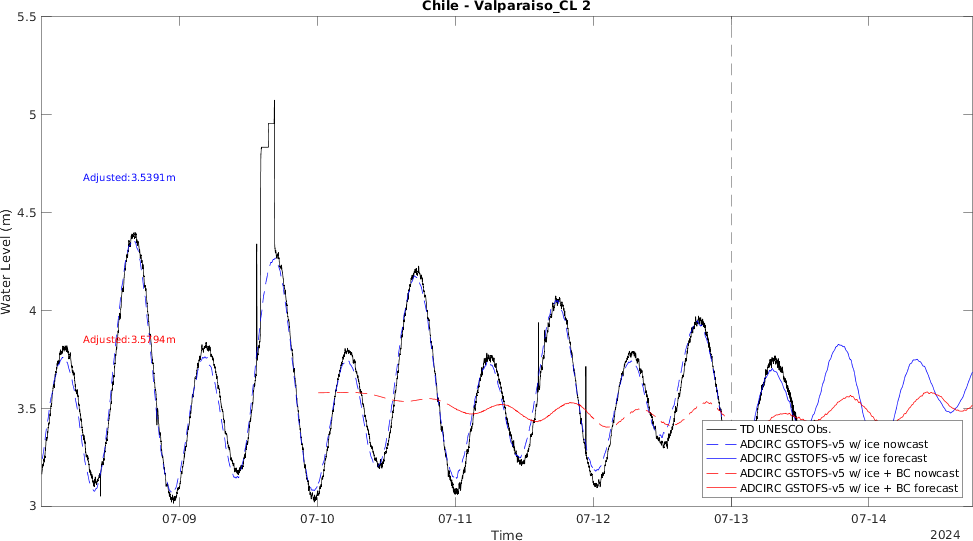 Chile - Valparaiso_CL 2
5.5
5
4.5
4
3.5
3
Water Level (m)
Adjusted:3.5391m
Adjusted:3.5794m
TD UNESCO Obs.
ADCIRC GSTOFS-v5 w/ ice nowcast
ADCIRC GSTOFS-v5 w/ ice forecast
ADCIRC GSTOFS-v5 w/ ice + BC nowcast
ADCIRC GSTOFS-v5 w/ ice + BC forecast
07-09 07-10 07-11 07-12 07-13 07-14
Time
2024